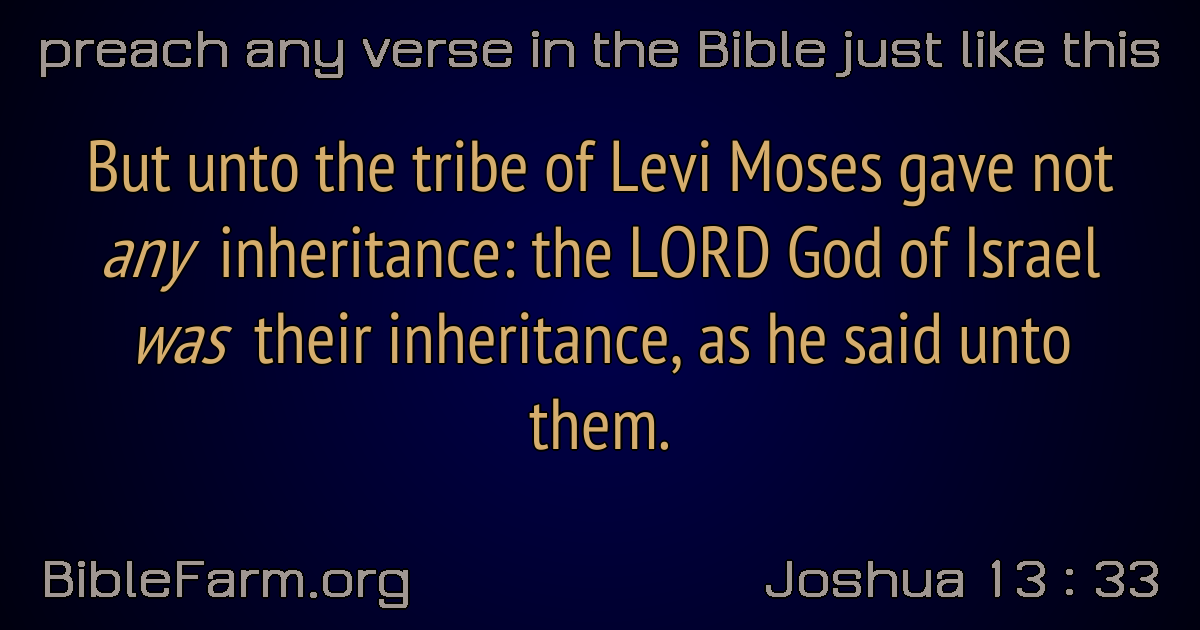 preach any verse in the Bible just like this
But unto the tribe of Levi Moses gave not
any inheritance: the LORD God of Israel
was their inheritance, as he said unto
them.
BibleFarm.org
Joshua 13 : 33